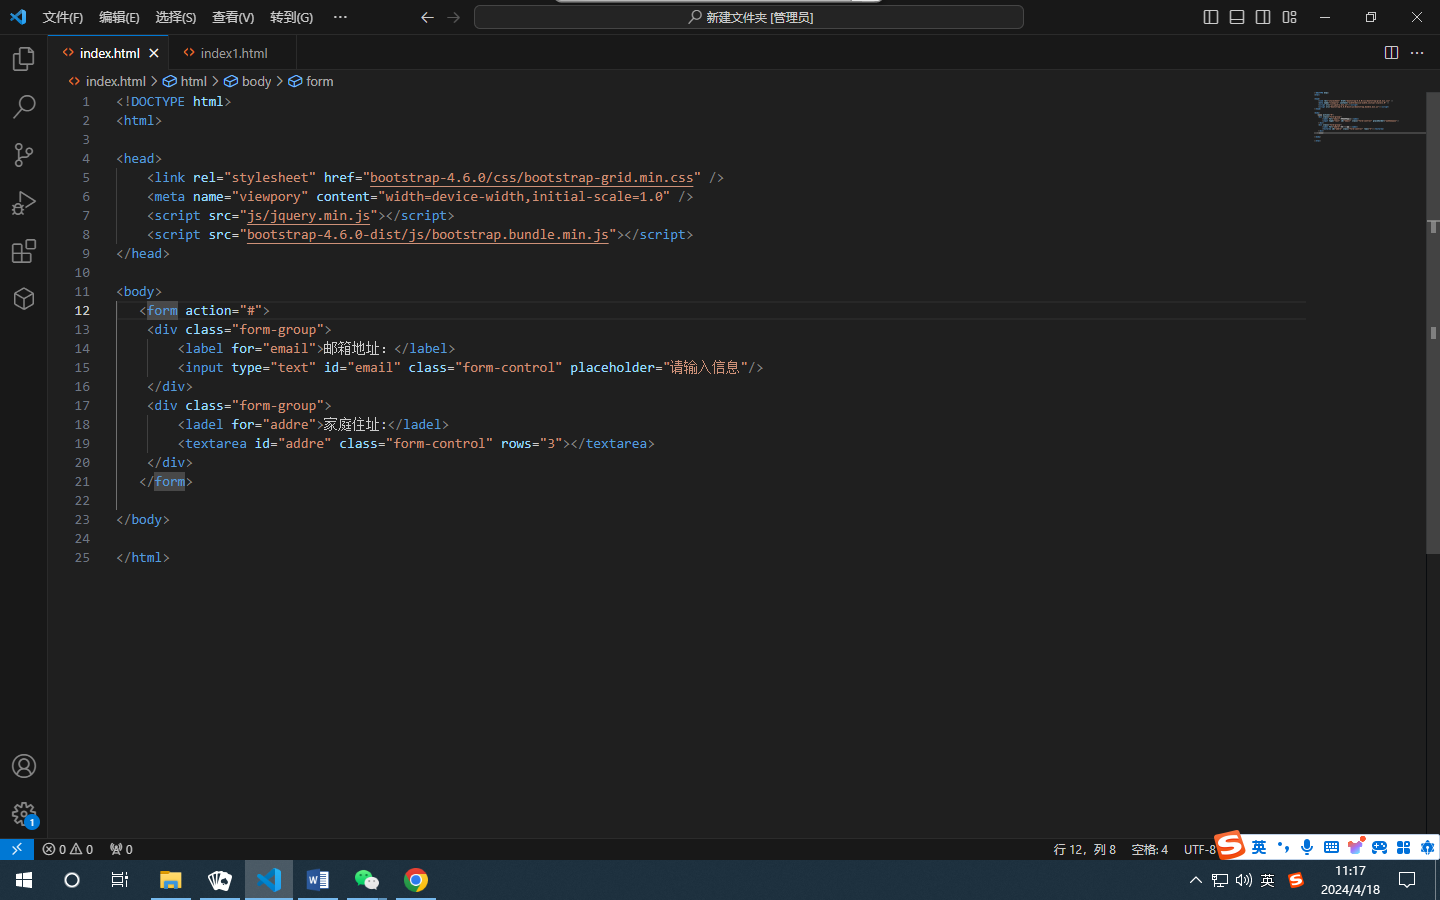 文件(F) 编辑(E) 选择(S) 查看(V) 转到(G) ··· 新建文件夹 [管理员]
index.html index1.html
index.html > html > body > form
1 <!DOCTYPE html>
2 <html>
3
4 <head>
5 <link rel="stylesheet" href="bootstrap-4.6.0/css/bootstrap-grid.min.css" />
6 <meta name="viewpory" content="width=device-width,initial-scale=1.0" />
7 <script src="js/jquery.min.js"></script>
8 <script src="bootstrap-4.6.0-dist/js/bootstrap.bundle.min.js"></script>
9 </head>
10
11 <body>
12 <form action="#">
13 <div class="form-group">
14 <label for="email">邮箱地址: </label>
15 <input type="text" id="email" class="form-control" placeholder="请输入信息"/>
16 </div>
17 <div class="form-group">
18 <ladel for="addre">家庭住址:</ladel>
19 <textarea id="addre" class="form-control" rows="3"></textarea>
20 </div>
21 </form>
22
23 </body>
24
25 </html>
1
0 0 0 行 12, 列 8 空格: 4 UTF-8 英
英 11:17
2024/4/18